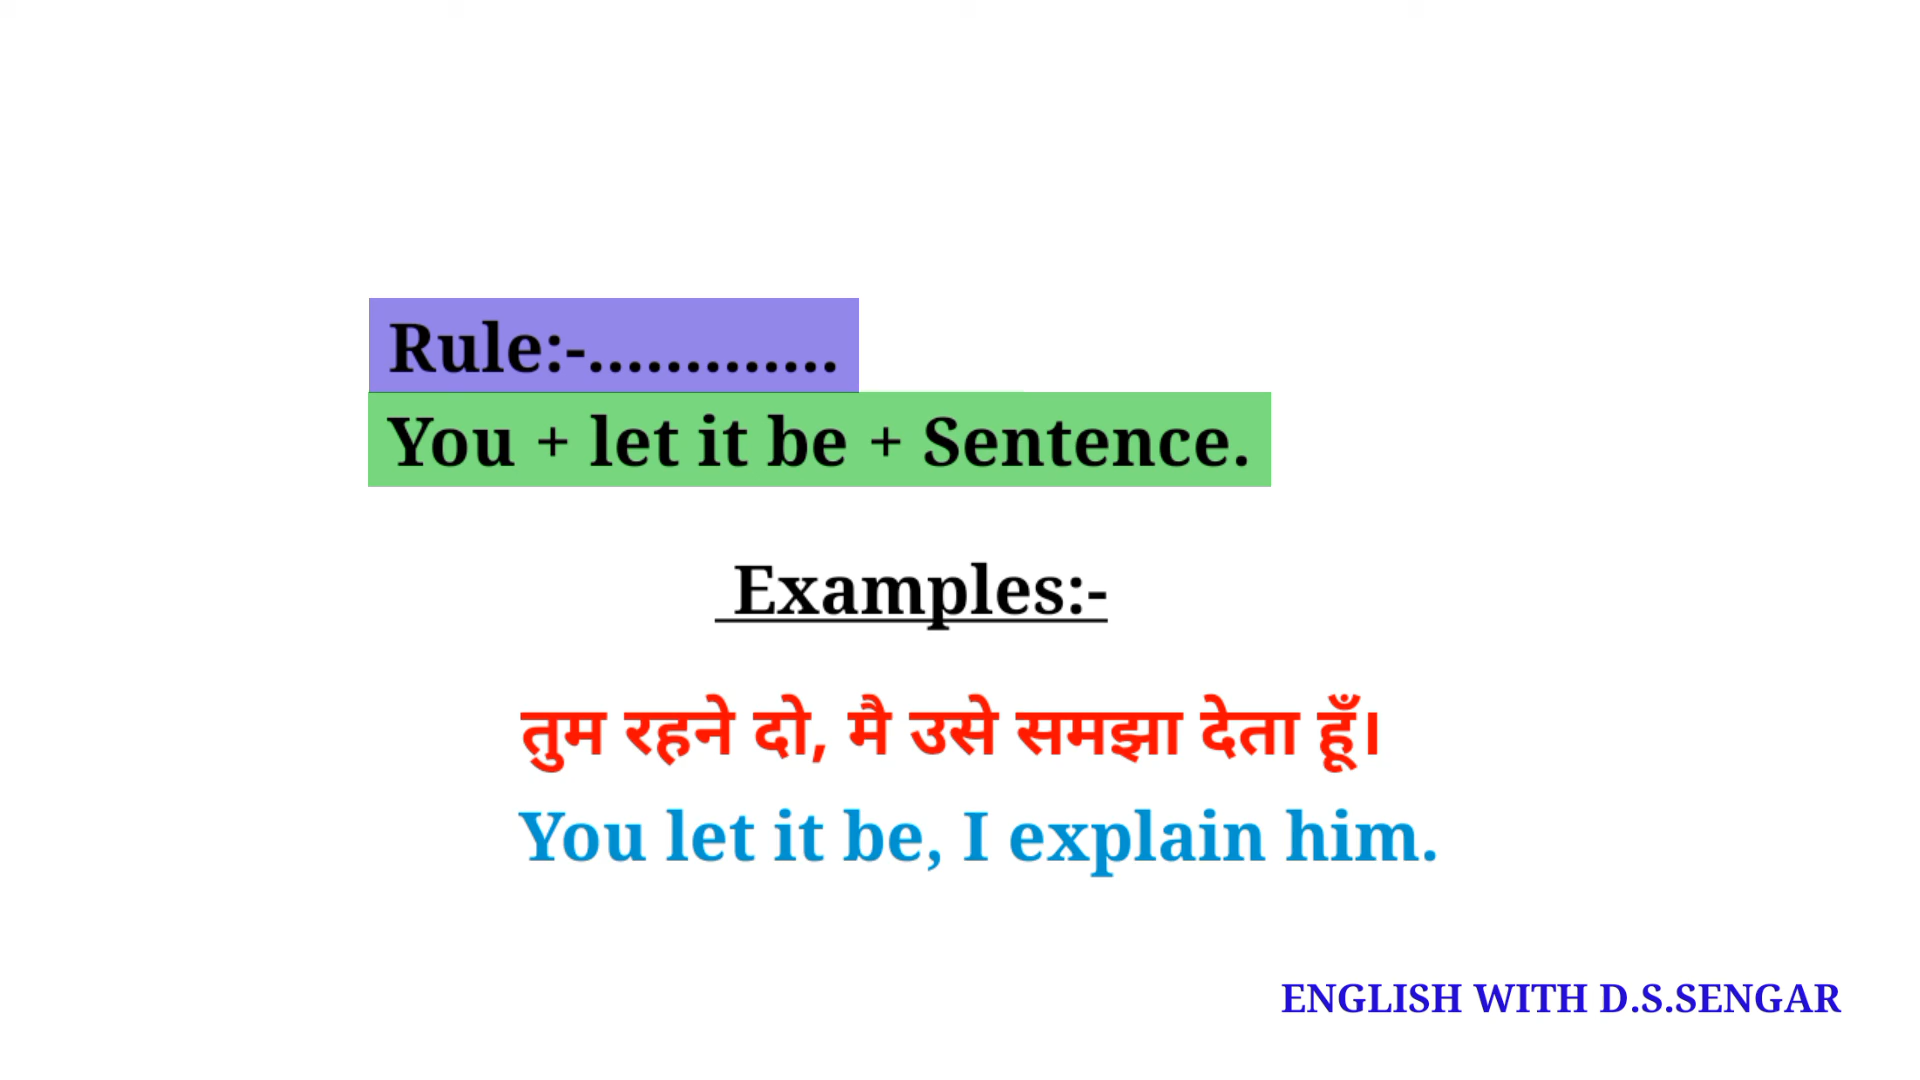 Rule:-.............
You + let it be + Sentence.
Examples:-
तुम रहने दो, मै उसे समझा देता हूँ।
You let it be, I explain him.
ENGLISH WITH D.S.SENGAR